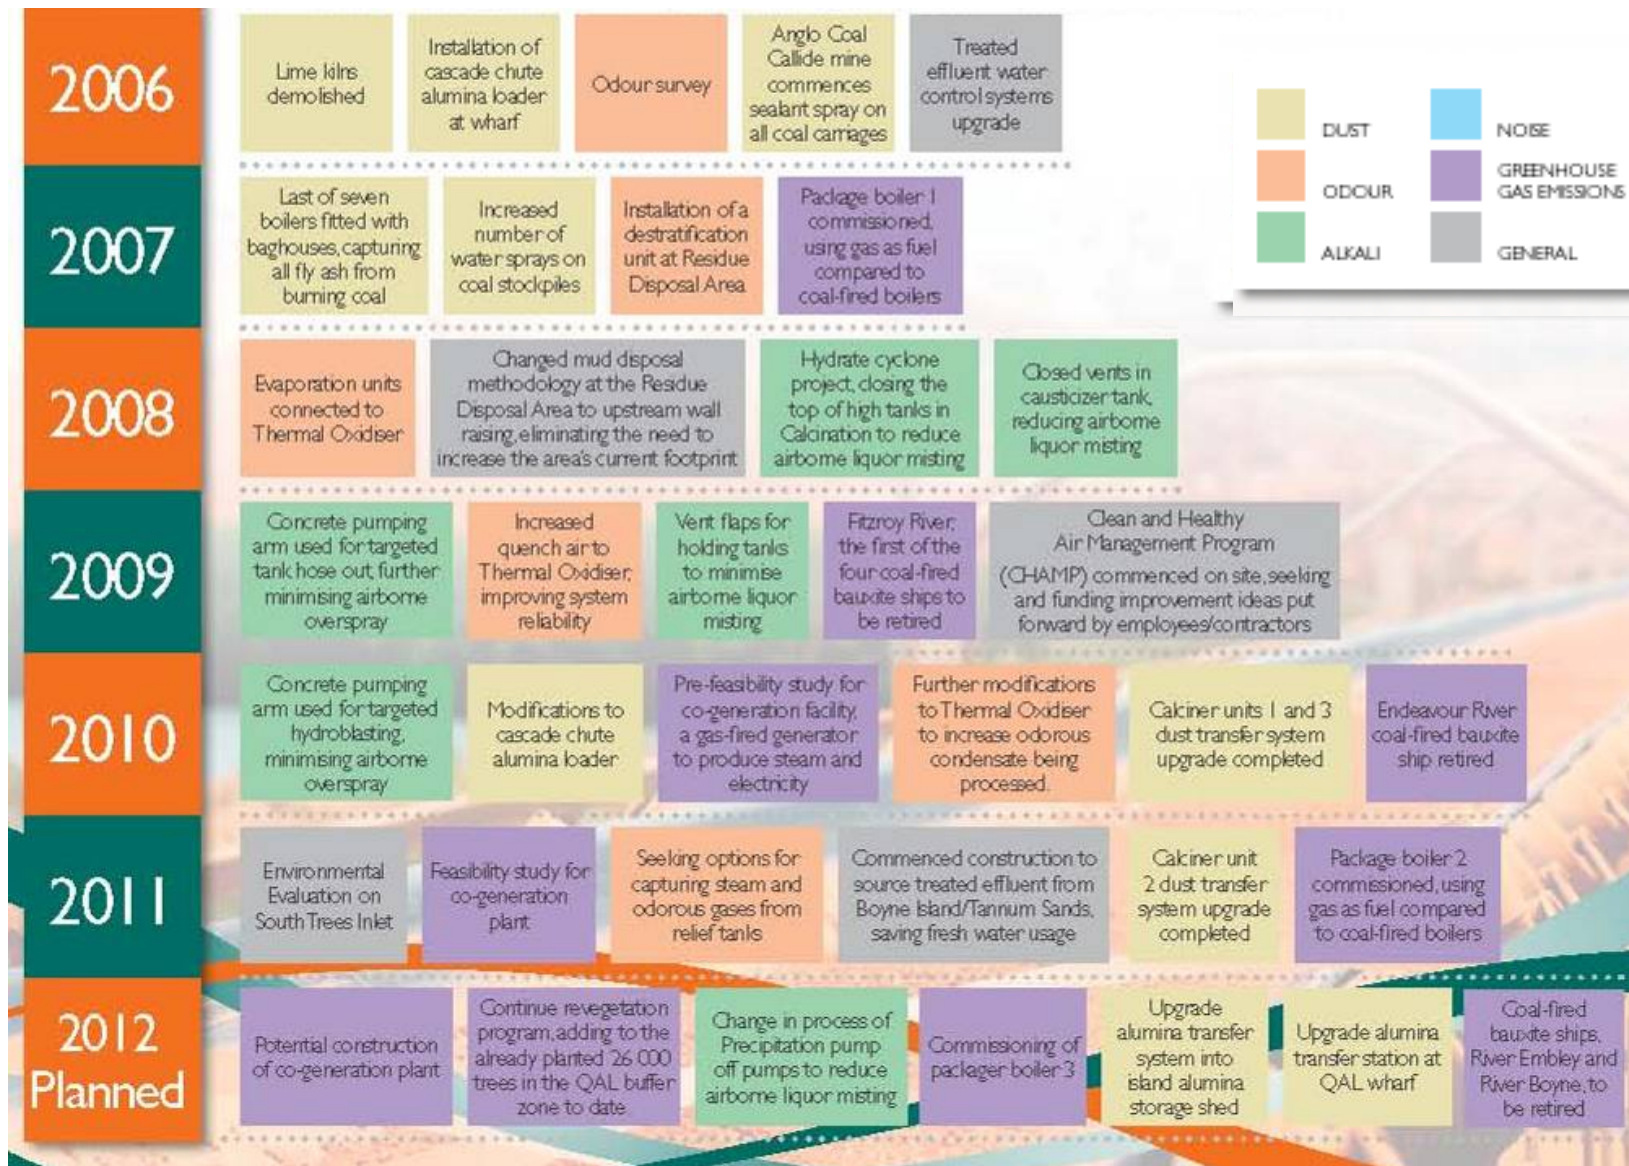 2006
Lime kilns
demolished
Installation of
cascade chute
alumina loader
at wharf
Odour survey
Anglo Coal
Callide mine
commences
sealant spray on
all coal carriages
Treated
effluent water
control systems
upgrade
DUST
NOISE
ODOUR
GREENHOUSE
GAS EMISSIONS
ALKALI
GENERAL
2007
Last of seven
boilers fitted with
baghouses, capturing
all fly ash from
burning coal
Increased
number of
water sprays on
coal stockpiles
Installation of a
destratification
unit at Residue
Disposal Area
Package boiler 1
commissioned,
using gas as fuel
compared to
coal-fired boilers
2008
Evaporation units
connected to
Thermal Oxidiser
Changed mud disposal
methodology at the Residue
Disposal Area to upstream wall
raising, eliminating the need to
increase the area's current footprint
Hydrate cyclone
project, closing the
top of high tanks in
Calcination to reduce
airborne liquor misting
Closed vents in
causticizer tank,
reducing airborne
liquor misting
2009
Concrete pumping
arm used for targeted
tank hose out, further
minimising airborne
overspray
Increased
quench air to
Thermal Oxidiser,
improving system
reliability
Vent flaps for
holding tanks
to minimise
airborne liquor
misting
Fitzroy River,
the first of the
four coal-fired
bauxite ships to
be retired
Clean and Healthy
Air Management Program
(CHAMP) commenced on site, seeking
and funding improvement ideas put
forward by employees/contractors
2010
Concrete pumping
arm used for targeted
hydroblasting,
minimising airborne
overspray
Modifications to
cascade chute
alumina loader
Pre-feasibility study for
co-generation facility,
a gas-fired generator
to produce steam and
electricity
Further modifications
to Thermal Oxidiser
to increase odorous
condensate being
processed.
Calciner units 1 and 3
dust transfer system
upgrade completed
Endeavour River
coal-fired bauxite
ship retired
2011
Environmental
Evaluation on
South Trees Inlet
Feasibility study for
co-generation
plant
Seeking options for
capturing steam and
odorous gases from
relief tanks
Commenced construction to
source treated effluent from
Boyne Island/Tannum Sands,
saving fresh water usage
Calciner unit
2 dust transfer
system upgrade
completed
Package boiler 2
commissioned, using
gas as fuel compared
to coal-fired boilers
2012
Planned
Potential construction
of co-generation plant
Continue revegetation
program, adding to the
already planted 26 000
trees in the QAL buffer
zone to date.
Change in process of
Precipitation pump
off pumps to reduce
airborne liquor misting
Commissioning of
packager boiler 3
Upgrade
alumina transfer
system into
island alumina
storage shed
Upgrade alumina
transfer station at
QAL wharf
Coal-fired
bauxite ships,
River Embley and
River Boyne, to
be retired